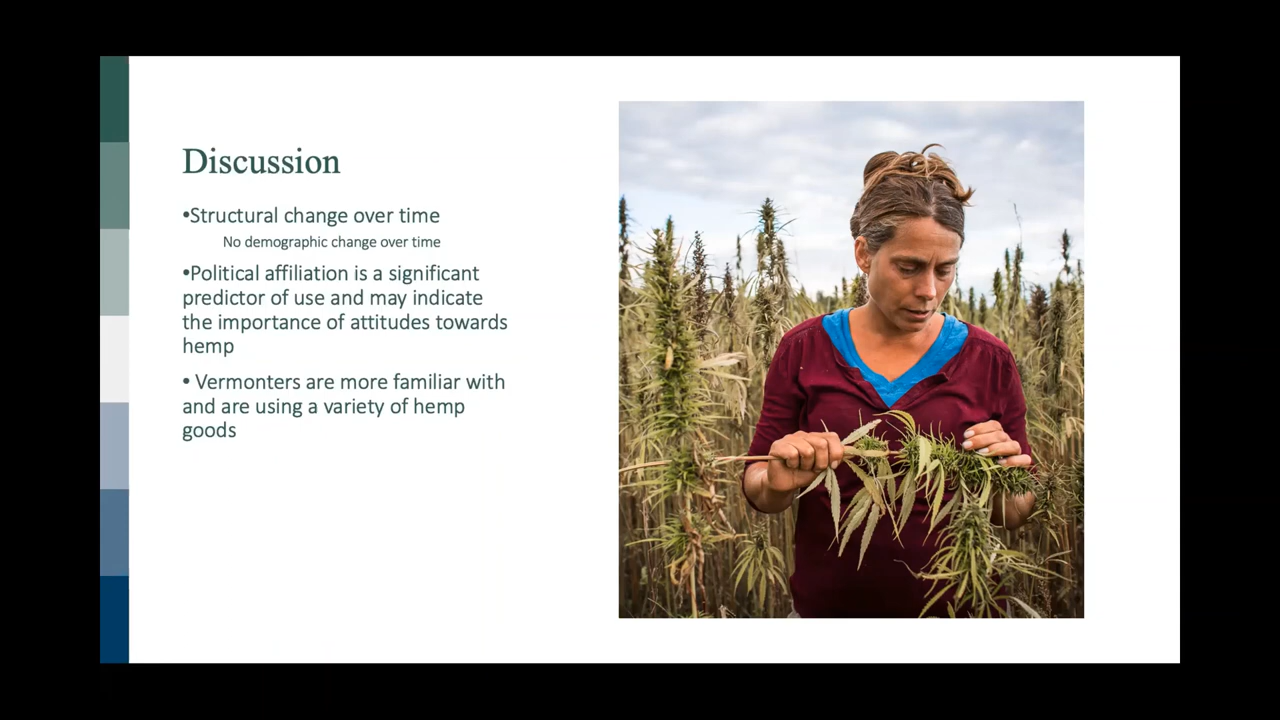 Discussion
•Structural change over time
No demographic change over time
•Political affiliation is a significant
predictor of use and may indicate
the importance of attitudes towards
hemp
• Vermonters are more familiar with
and are using a variety of hemp
goods